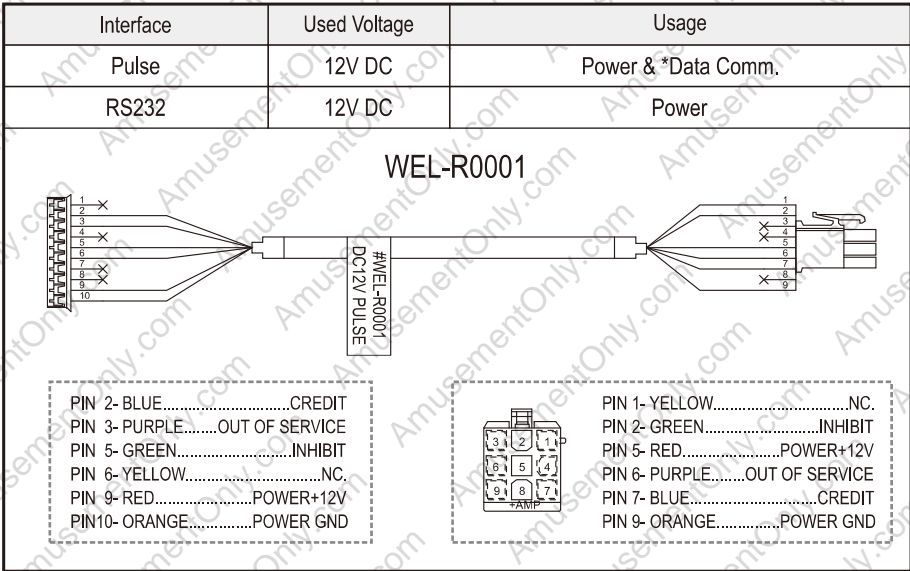 Interface Used Voltage Usage
Pulse 12V DC Power & *Data Comm.
RS232 12V DC Power
WEL-R0001
1
2
3
4
5
6
7
8
9
10
#WEL-R0001
DC12V PULSE
1
2
3
4
5
6
7
8
9
PIN 2- BLUE..............................CREDIT
PIN 3- PURPLE.......OUT OF SERVICE
PIN 5- GREEN..........................INHIBIT
PIN 6- YELLOW..............................NC.
PIN 9- RED......................POWER+12V
PIN10- ORANGE.............POWER GND
3 2 1
6 5 4
9 8 7
+AMP
PIN 1- YELLOW..............................NC.
PIN 2- GREEN..........................INHIBIT
PIN 5- RED......................POWER+12V
PIN 6- PURPLE.......OUT OF SERVICE
PIN 7- BLUE..............................CREDIT
PIN 9- ORANGE.............POWER GND
AmusementOnly.com